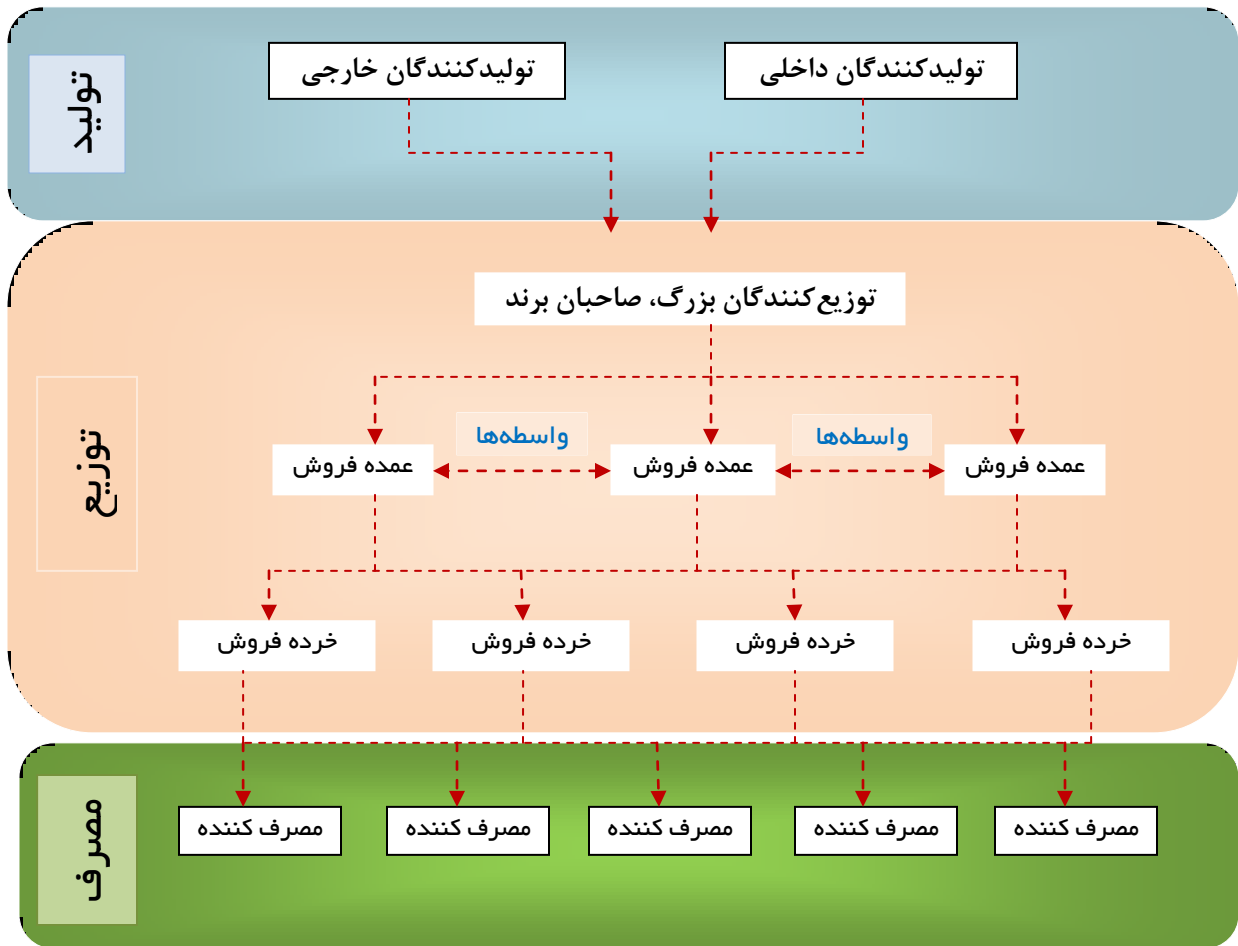 تولید
تولیدکنندگان داخلی
تولیدکنندگان خارجی
توزیع
توزیع‌کنندگان بزرگ، صاحبان برند
واسطه‌ها
واسطه‌ها
عمده فروش
عمده فروش
عمده فروش
خرده فروش
خرده فروش
خرده فروش
خرده فروش
مصرف
مصرف کننده
مصرف کننده
مصرف کننده
مصرف کننده
مصرف کننده